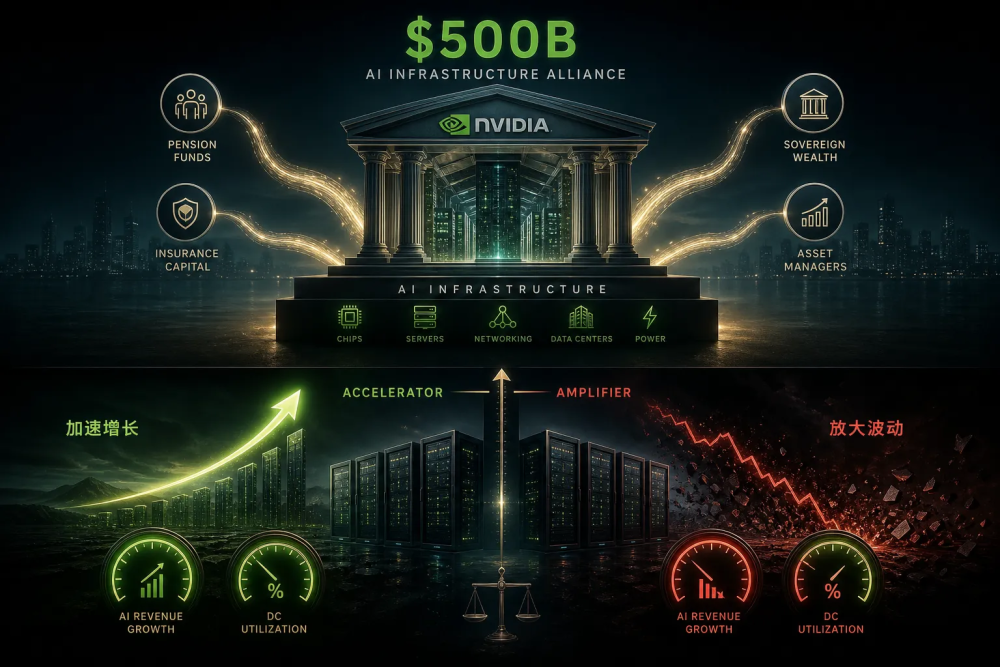 $500B
AI INFRASTRUCTURE ALLIANCE
NVIDIA
PENSION
FUNDS
SOVEREIGN
WEALTH
INSURANCE
CAPITAL
ASSET
MANAGERS
AI INFRASTRUCTURE
CHIPS
SERVERS
NETWORKING
DATA CENTERS
POWER
ACCELERATOR
AMPLIFIER
加速增长
放大波动
%
%
AI REVENUE
GROWTH
DC
UTILIZATION
AI REVENUE
GROWTH
DC
UTILIZATION